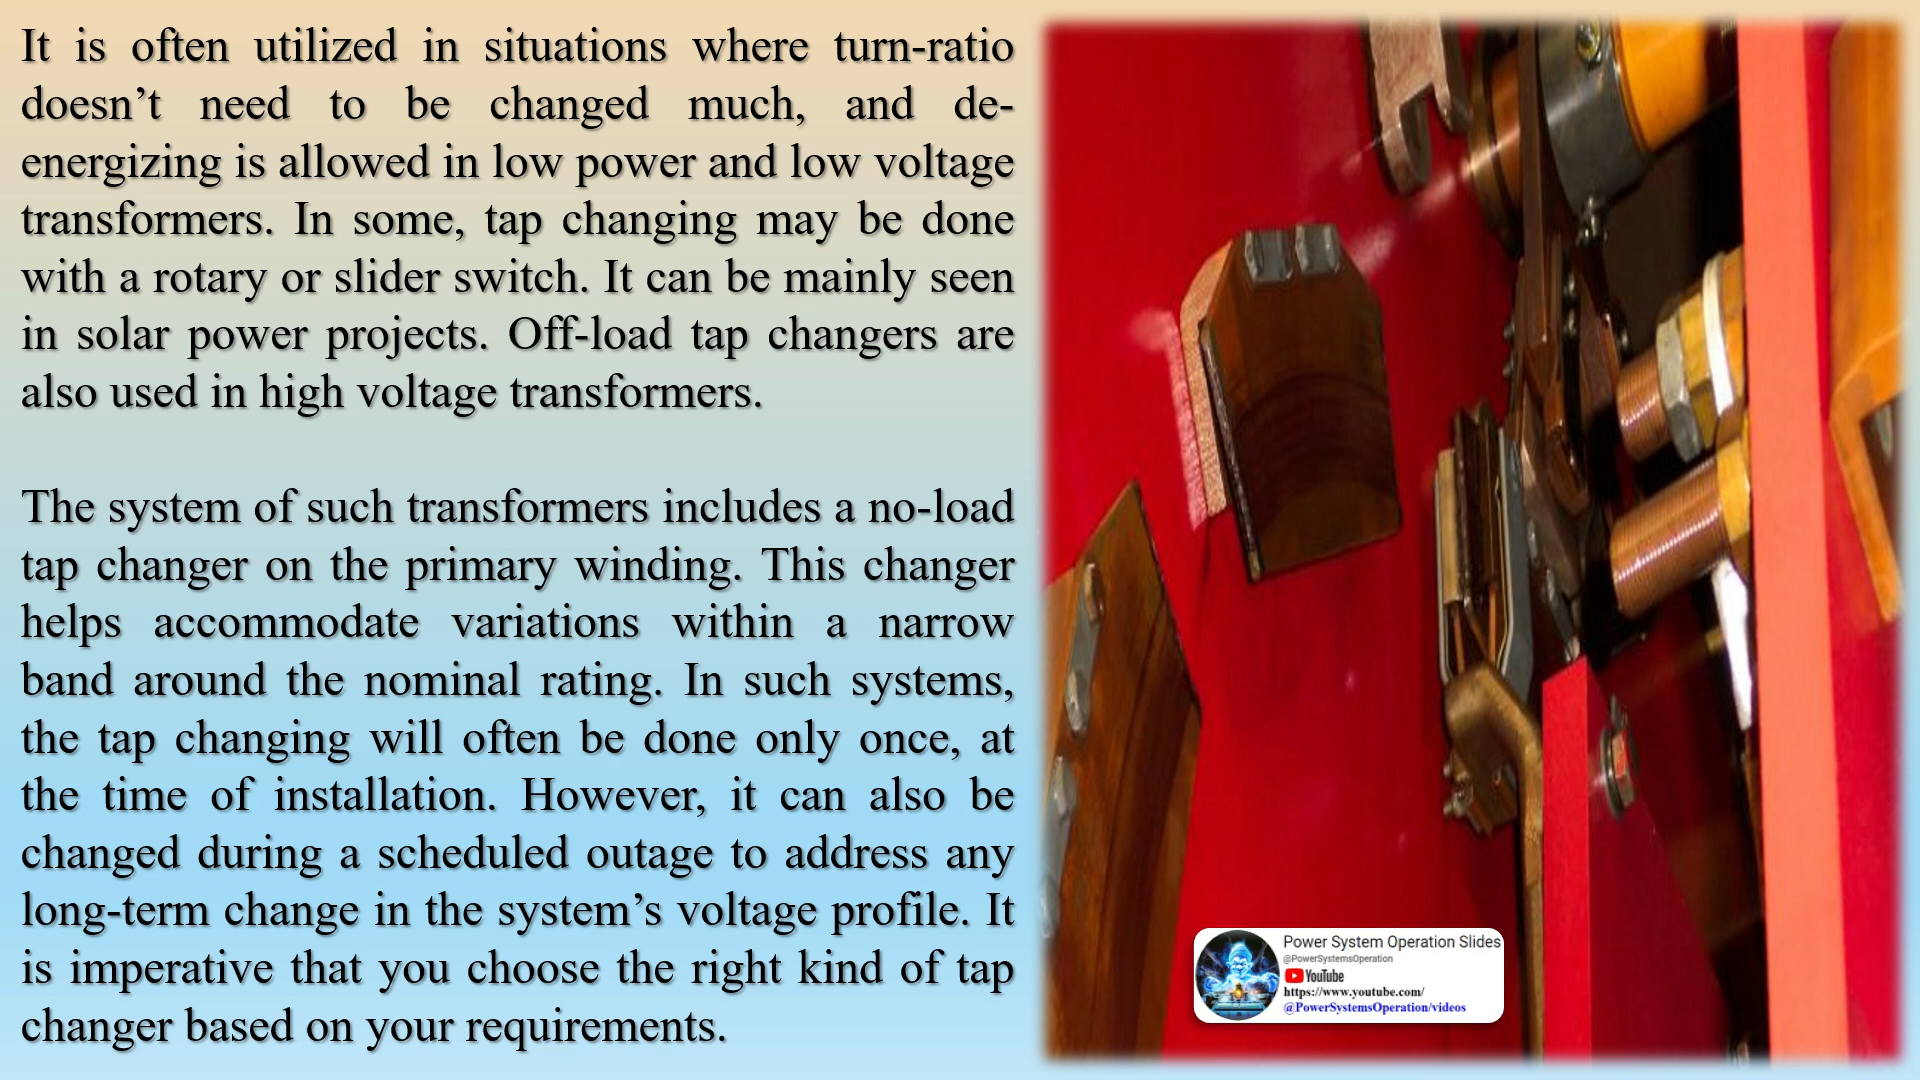 It is often utilized in situations where turn-ratio
doesn’t need to be changed much, and de-
energizing is allowed in low power and low voltage
transformers. In some, tap changing may be done
with a rotary or slider switch. It can be mainly seen
in solar power projects. Off-load tap changers are
also used in high voltage transformers.
The system of such transformers includes a no-load
tap changer on the primary winding. This changer
helps accommodate variations within a narrow
band around the nominal rating. In such systems,
the tap changing will often be done only once, at
the time of installation. However, it can also be
changed during a scheduled outage to address any
long-term change in the system’s voltage profile. It
is imperative that you choose the right kind of tap
changer based on your requirements.
Power System Operation Slides
@PowerSystemsOperation
YouTube
https://www.youtube.com/
@PowerSystemsOperation/videos